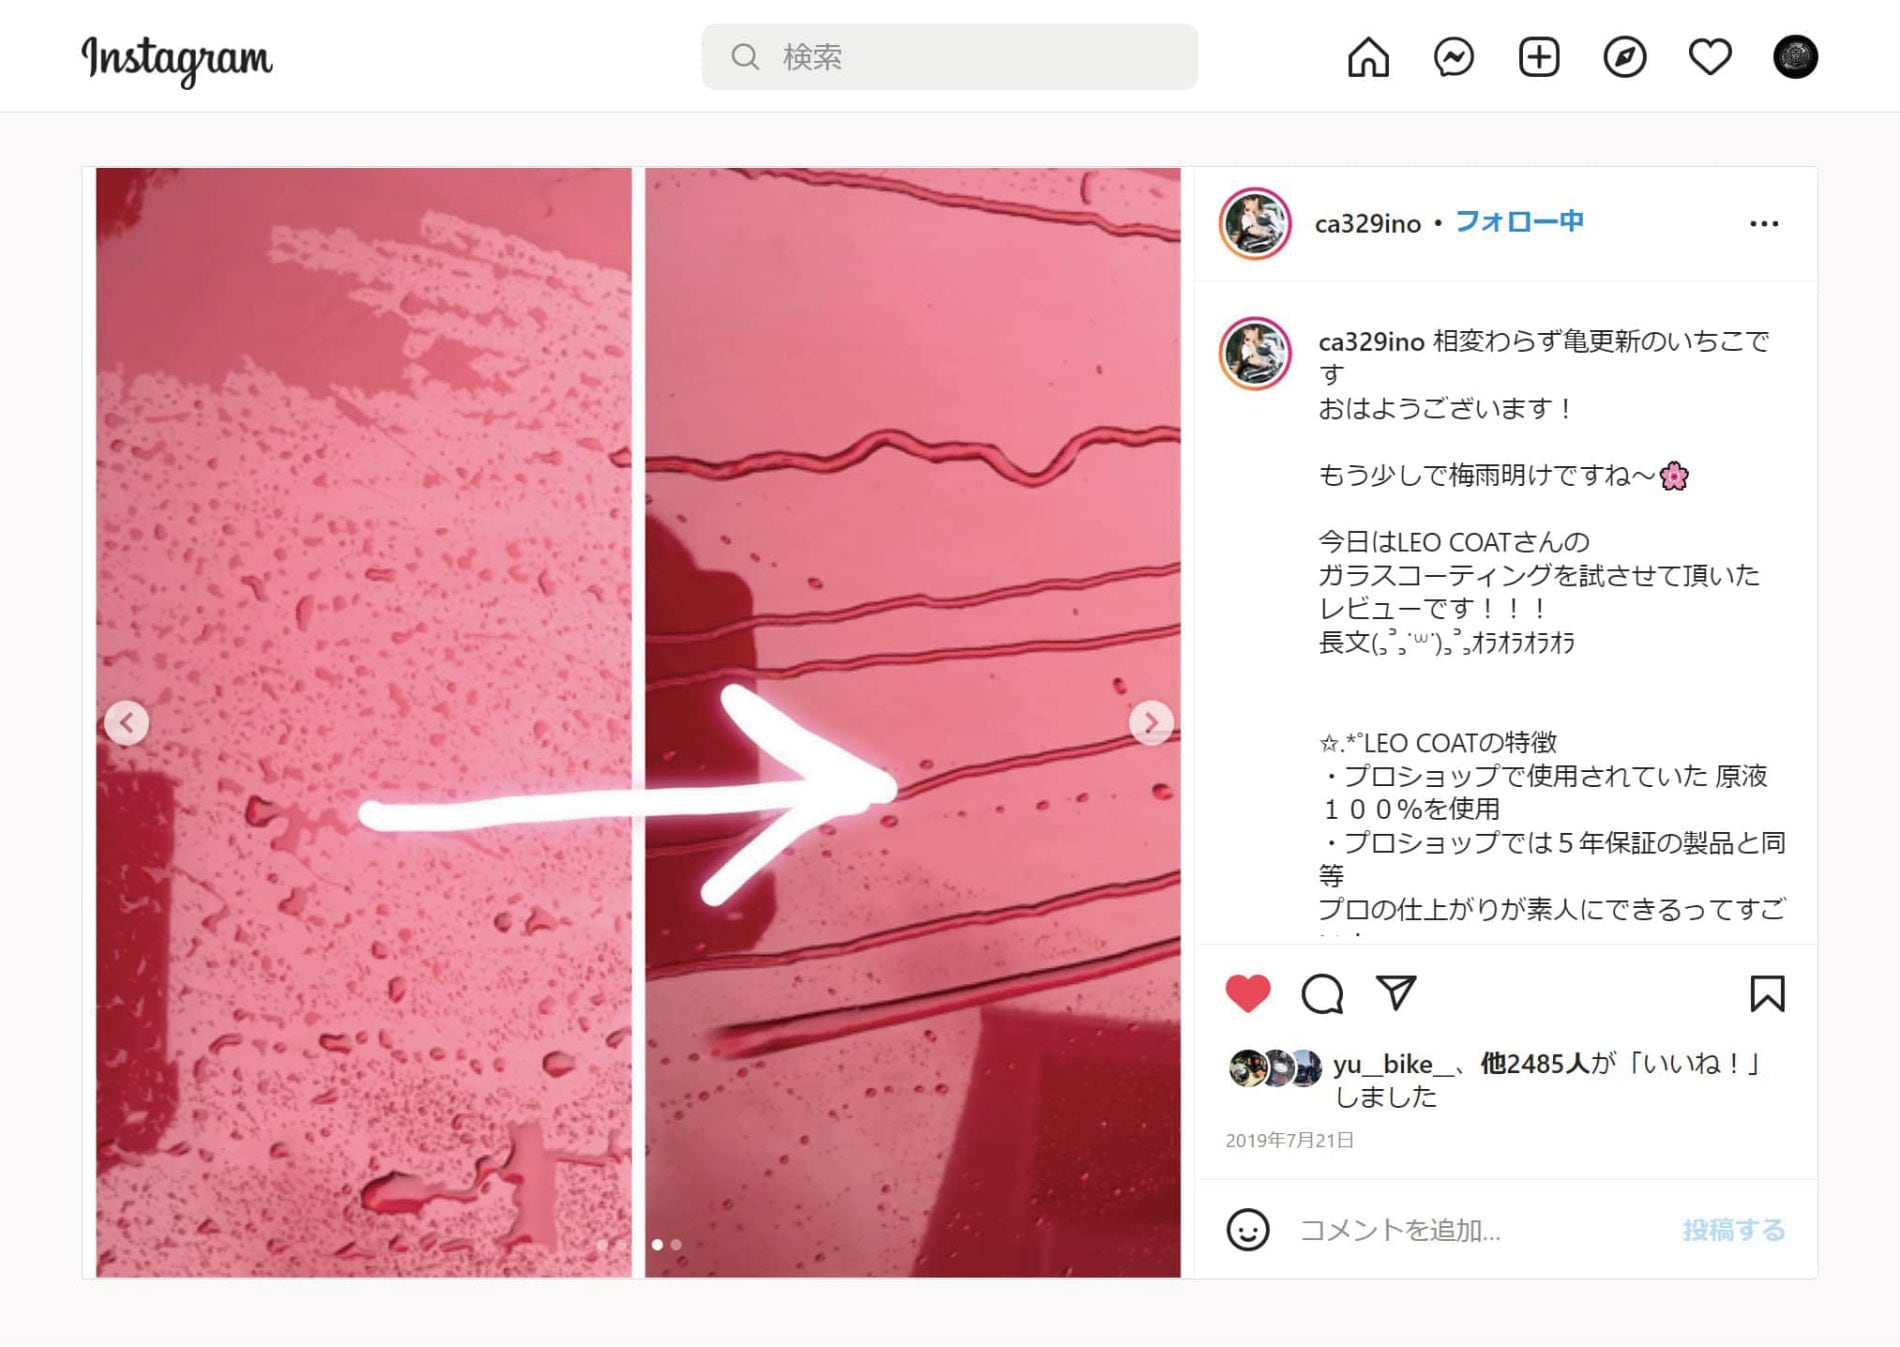 Instagram
検索
ca329ino • フォロー中
ca329ino 相変わらず亀更新のいちこで
す
おはようございます！
もう少しで梅雨明けですね～🌸
今日はLEO COATさんの
ガラスコーティングを試させて頂いた
レビューです！！！
長文(｡ﾟ｡˙꒳˙)｡ﾟ｡ｵﾗｵﾗｵﾗｵﾗ
✩.*˚LEO COATの特徴
・プロショップで使用されていた 原液
１００％を使用
・プロショップでは５年保証の製品と同
等
プロの仕上がりが素人にできるってすご
yu__bike__、他2485人が「いいね！」
しました
2019年7月21日
コメントを追加...
投稿する